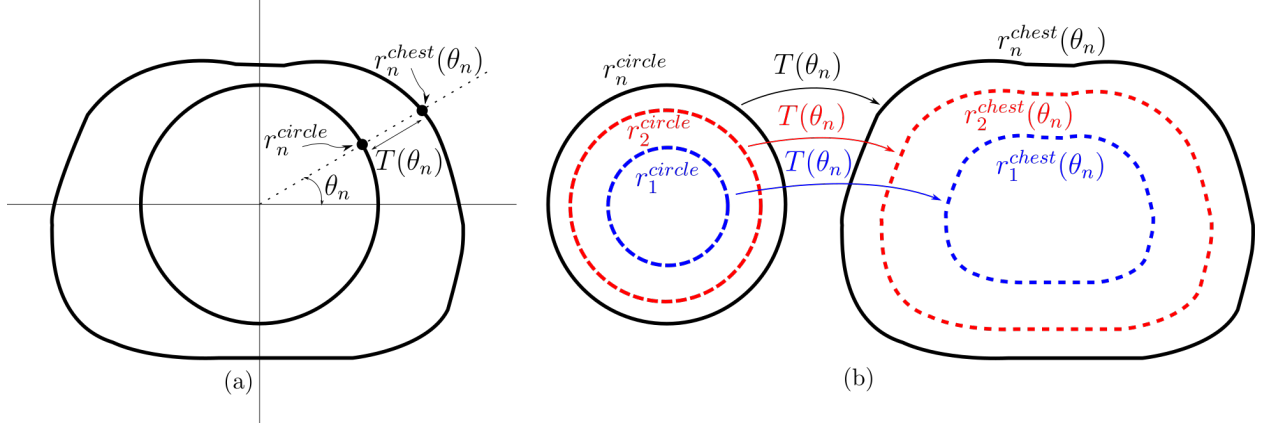 r_n^{chest}(θ_n)
r_n^{circle}
T(θ_n)
θ_n
(a)
r_n^{circle}
r_2^{circle}
r_1^{circle}
T(θ_n)
T(θ_n)
T(θ_n)
r_n^{chest}(θ_n)
r_2^{chest}(θ_n)
r_1^{chest}(θ_n)
(b)